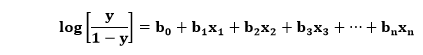 log[y / 1 − y] = b₀ + b₁x₁ + b₂x₂ + b₃x₃ + ⋯ + bₙxₙ